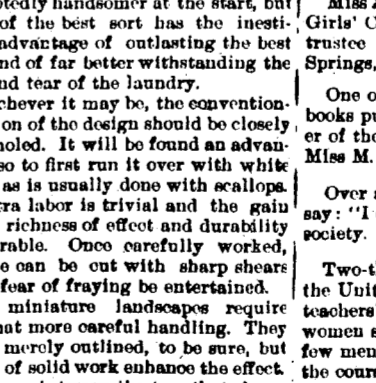 handsomer at the start, but
of the best sort has the inesti-
advantage of outlasting the best
nd of far better withstanding the
nd tear of the laundry.
chever it may be, the convention-
on of the design should be closely
holed. It will be found an advan-
so to first run it over with white
as is usually done with scallops.
ra labor is trivial and the gain
richness of effect and durability
rable. Once carefully worked,
e can be cut with sharp shears
fear of fraying be entertained.
miniature landscapes require
hat more careful handling. They
merely outlined, to be sure, but
of solid work enhance the effect.
Miss
Girls' C
trustee
Springs,
One o
books pu
er of the
Miss M.
Over
say: "I
society.
Two-t
the Unit
teachers
women s
few men
the cour